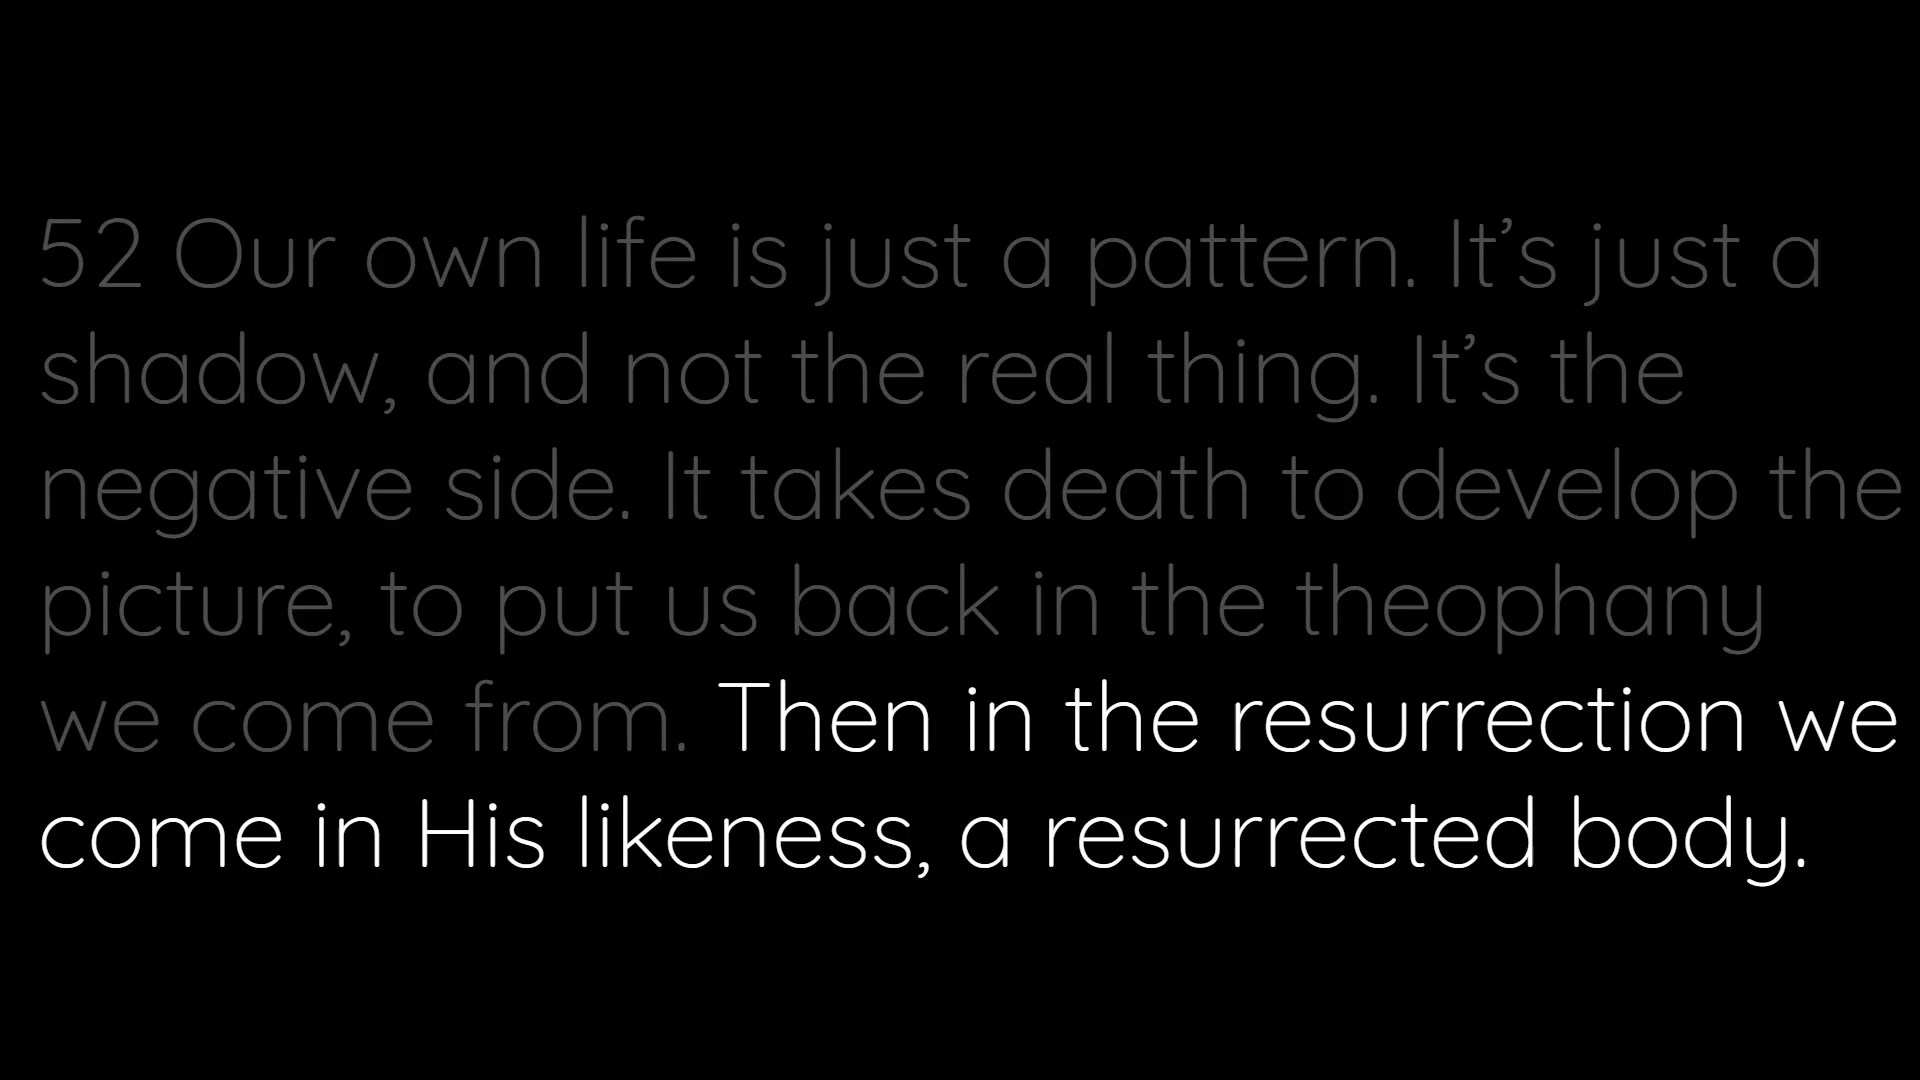 52 Our own life is just a pattern. It’s just a
shadow, and not the real thing. It’s the
negative side. It takes death to develop the
picture, to put us back in the theophany
we come from. Then in the resurrection we
come in His likeness, a resurrected body.